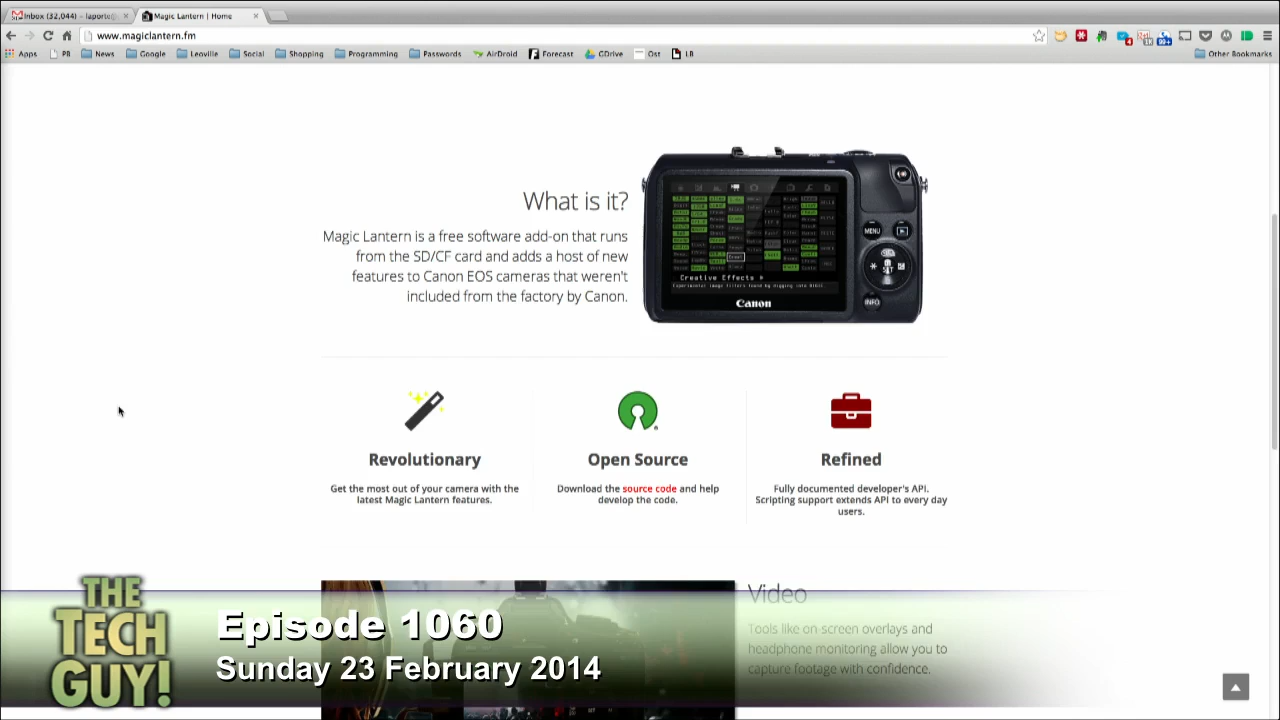 Inbox (32,044) – laporte@
Magic Lantern | Home
www.magiclantern.fm
Apps PB News Google Leoville Social Shopping Programming Passwords AirDroid Forecast GDrive Ost LB Other Bookmarks
What is it?
Magic Lantern is a free software add-on that runs
from the SD/CF card and adds a host of new
features to Canon EOS cameras that weren't
included from the factory by Canon.
Creative Effects
Canon
MENU
SET
INFO
Revolutionary
Get the most out of your camera with the
latest Magic Lantern features.
Open Source
Download the source code and help
develop the code.
Refined
Fully documented developer's API.
Scripting support extends API to every day
users.
Video
Tools like on-screen overlays and
headphone monitoring allow you to
capture footage with confidence.
THE
TECH
GUY!
Episode 1060
Sunday 23 February 2014